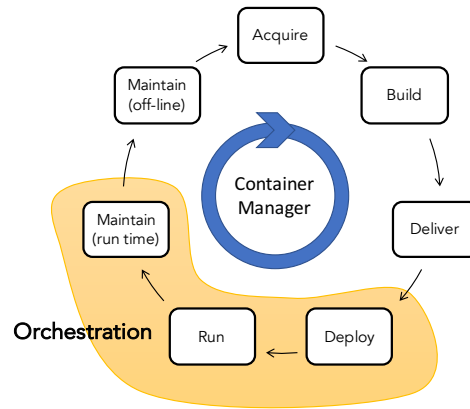 Acquire
Build
Deliver
Deploy
Run
Maintain
(run time)
Maintain
(off-line)
Container
Manager
Orchestration